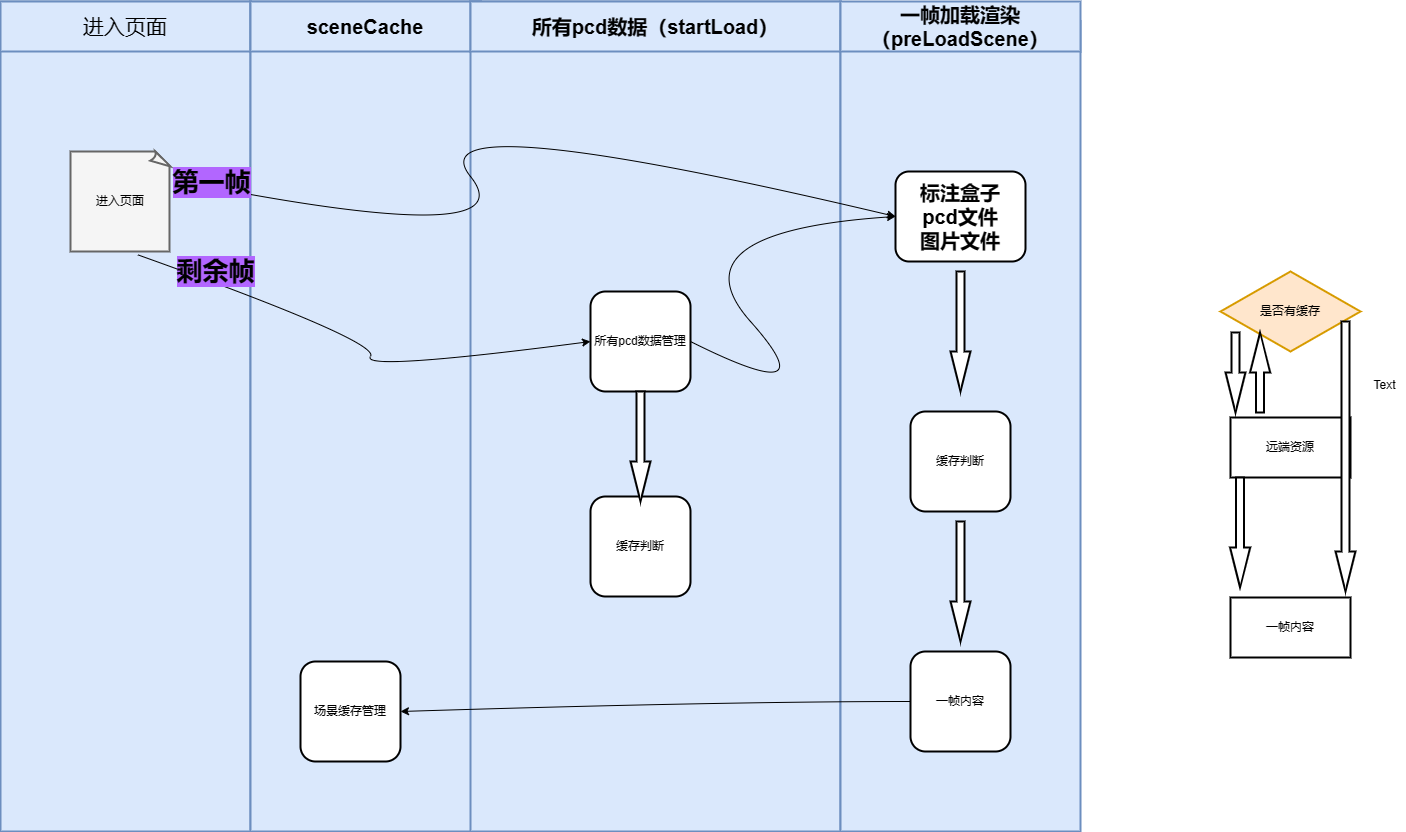 进入页面
sceneCache
所有pcd数据（startLoad）
一帧加载渲染
（preLoadScene）
进入页面
第一帧
剩余帧
标注盒子
pcd文件
图片文件
所有pcd数据管理
缓存判断
缓存判断
场景缓存管理
一帧内容
是否有缓存
Text
远端资源
一帧内容